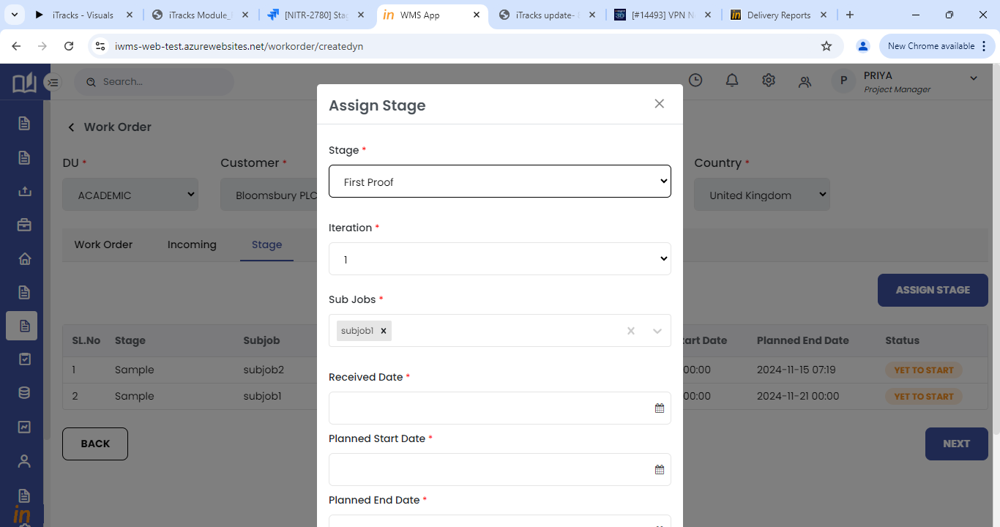 iTracks - Visuals
iTracks Module_
[NITR-2780] Stac
WMS App
iTracks update-
[#14493] VPN N
in Delivery Reports
iwms-web-test.azurewebsites.net/workorder/createdyn
New Chrome available
Search...
P
PRIYA
Project Manager
Work Order
DU *
Customer *
Country *
ACADEMIC
Bloomsbury PLC
United Kingdom
Work Order
Incoming
Stage
ASSIGN STAGE
SL.No Stage Subjob art Date Planned End Date Status
1 Sample subjob2 00:00 2024-11-15 07:19 YET TO START
2 Sample subjob1 00:00 2024-11-21 00:00 YET TO START
BACK
NEXT
in
Assign Stage
Stage *
First Proof
Iteration *
1
Sub Jobs *
subjob1
Received Date *
Planned Start Date *
Planned End Date *